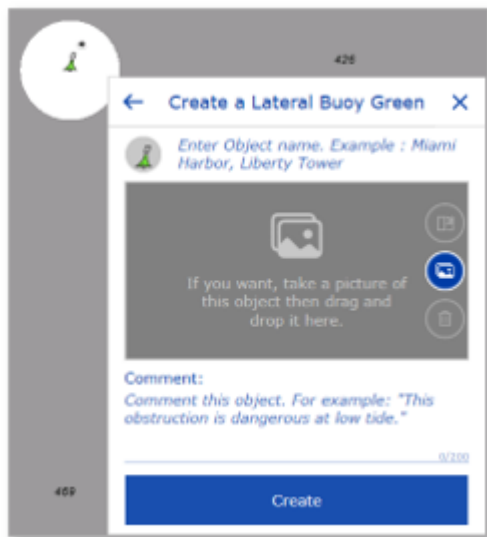 426
Create a Lateral Buoy Green
Enter Object name. Example : Miami
Harbor, Liberty Tower
If you want, take a picture of
this object then drag and
drop it here.
Comment:
Comment this object. For example: "This
obstruction is dangerous at low tide."
0/200
469
Create